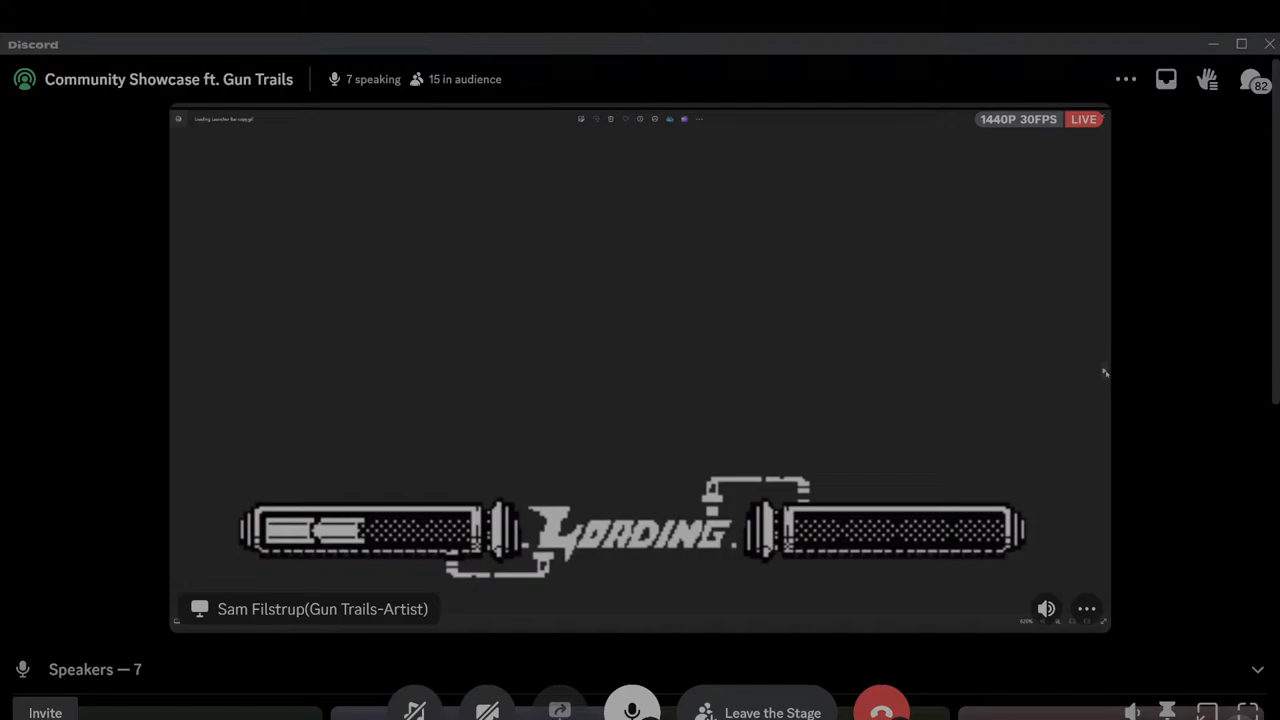 Discord
Community Showcase ft. Gun Trails
7 speaking
15 in audience
82
1440P 30FPS
LIVE
LOADING
Sam Filstrup(Gun Trails-Artist)
Speakers — 7
Invite
Leave the Stage